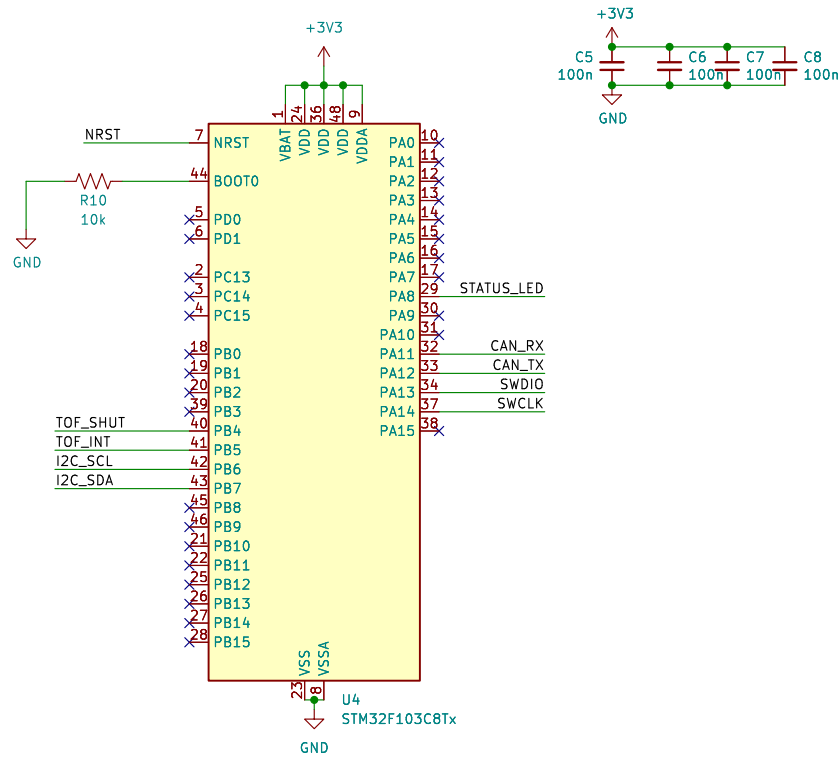 +3V3
+3V3
C5
100n
C6
100n
C7
100n
C8
100n
GND
1
VBAT
24
VDD
36
VDD
48
VDD
9
VDDA
NRST
7
NRST
44
BOOT0
R10
10k
GND
5
PD0
6
PD1
2
PC13
3
PC14
4
PC15
18
PB0
19
PB1
20
PB2
39
PB3
TOF_SHUT
40
PB4
TOF_INT
41
PB5
I2C_SCL
42
PB6
I2C_SDA
43
PB7
45
PB8
46
PB9
21
PB10
22
PB11
25
PB12
26
PB13
27
PB14
28
PB15
PA0
10
PA1
11
PA2
12
PA3
13
PA4
14
PA5
15
PA6
16
PA7
17
PA8
29
STATUS_LED
PA9
30
PA10
31
PA11
32
CAN_RX
PA12
33
CAN_TX
PA13
34
SWDIO
PA14
37
SWCLK
PA15
38
VSS
23
VSSA
8
U4
STM32F103C8Tx
GND